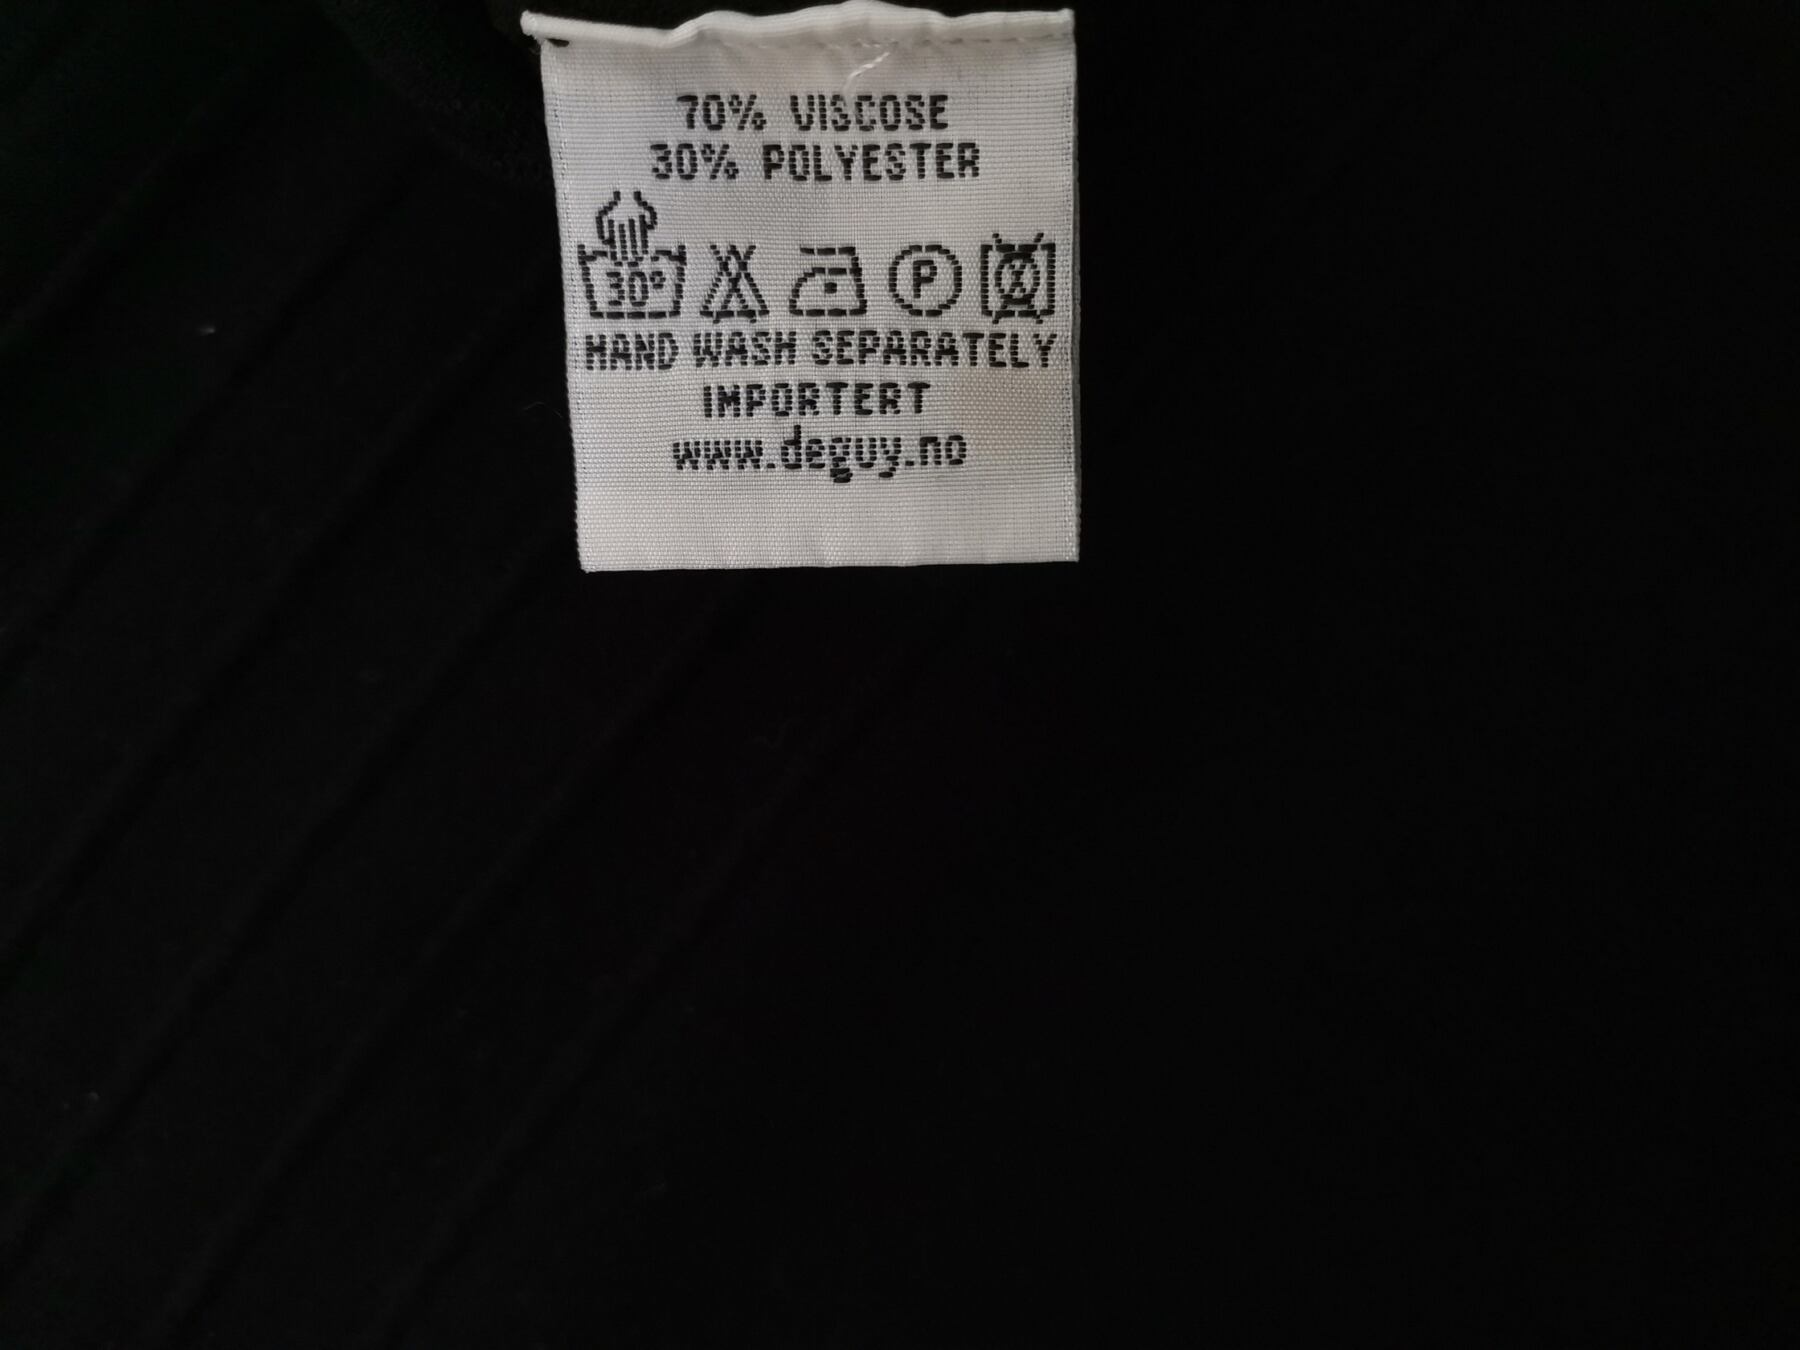 70% VISCOSE
30% POLYESTER
30° P
HAND WASH SEPARATELY
IMPORTERT
www.deguy.no